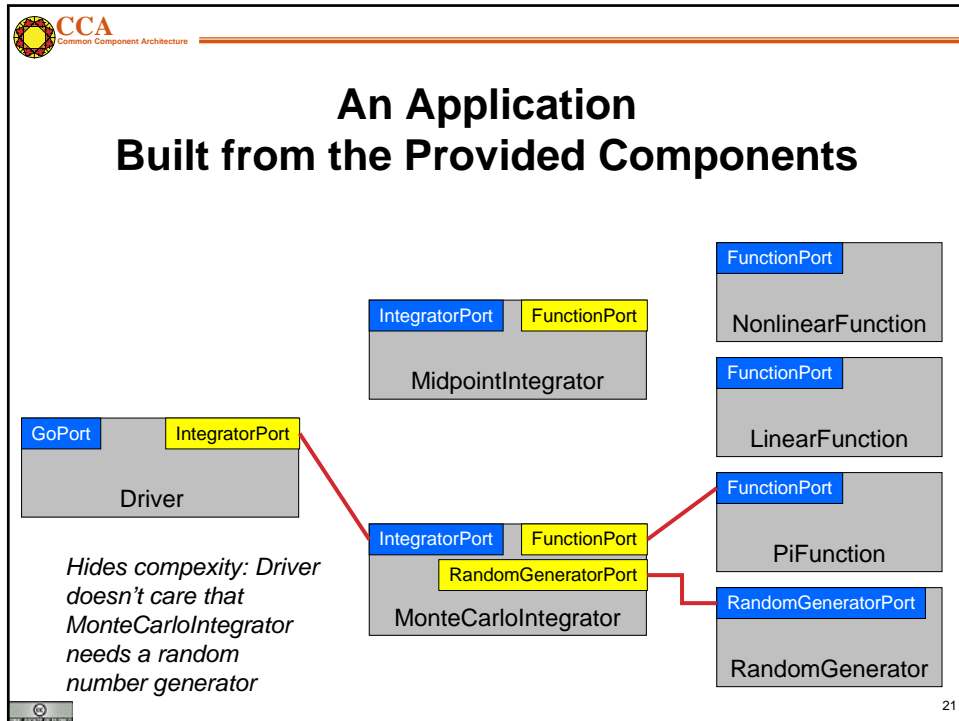 CCA
Common Component Architecture
An Application
Built from the Provided Components
FunctionPort
NonlinearFunction
IntegratorPort
FunctionPort
MidpointIntegrator
FunctionPort
LinearFunction
GoPort
IntegratorPort
Driver
FunctionPort
PiFunction
IntegratorPort
FunctionPort
RandomGeneratorPort
MonteCarloIntegrator
RandomGeneratorPort
RandomGenerator
Hides compexity: Driver
doesn’t care that
MonteCarloIntegrator
needs a random
number generator
21